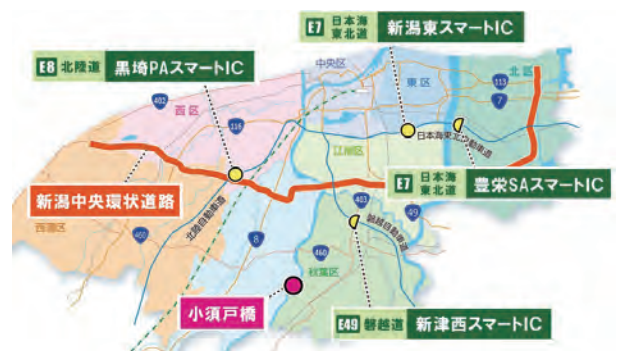 E7 日本海東北道 新潟東スマートIC
E8 北陸道 黒埼PAスマートIC
中央区
東区
北区
113
7
402
西区
116
日本海東北自動車道
江南区
新潟中央環状道路
E7 日本海東北道 豊栄SAスマートIC
403
49
西蒲区
460
北陸自動車道
8
磐越自動車道
460
秋葉区
小須戸橋
E49 磐越道 新津西スマートIC